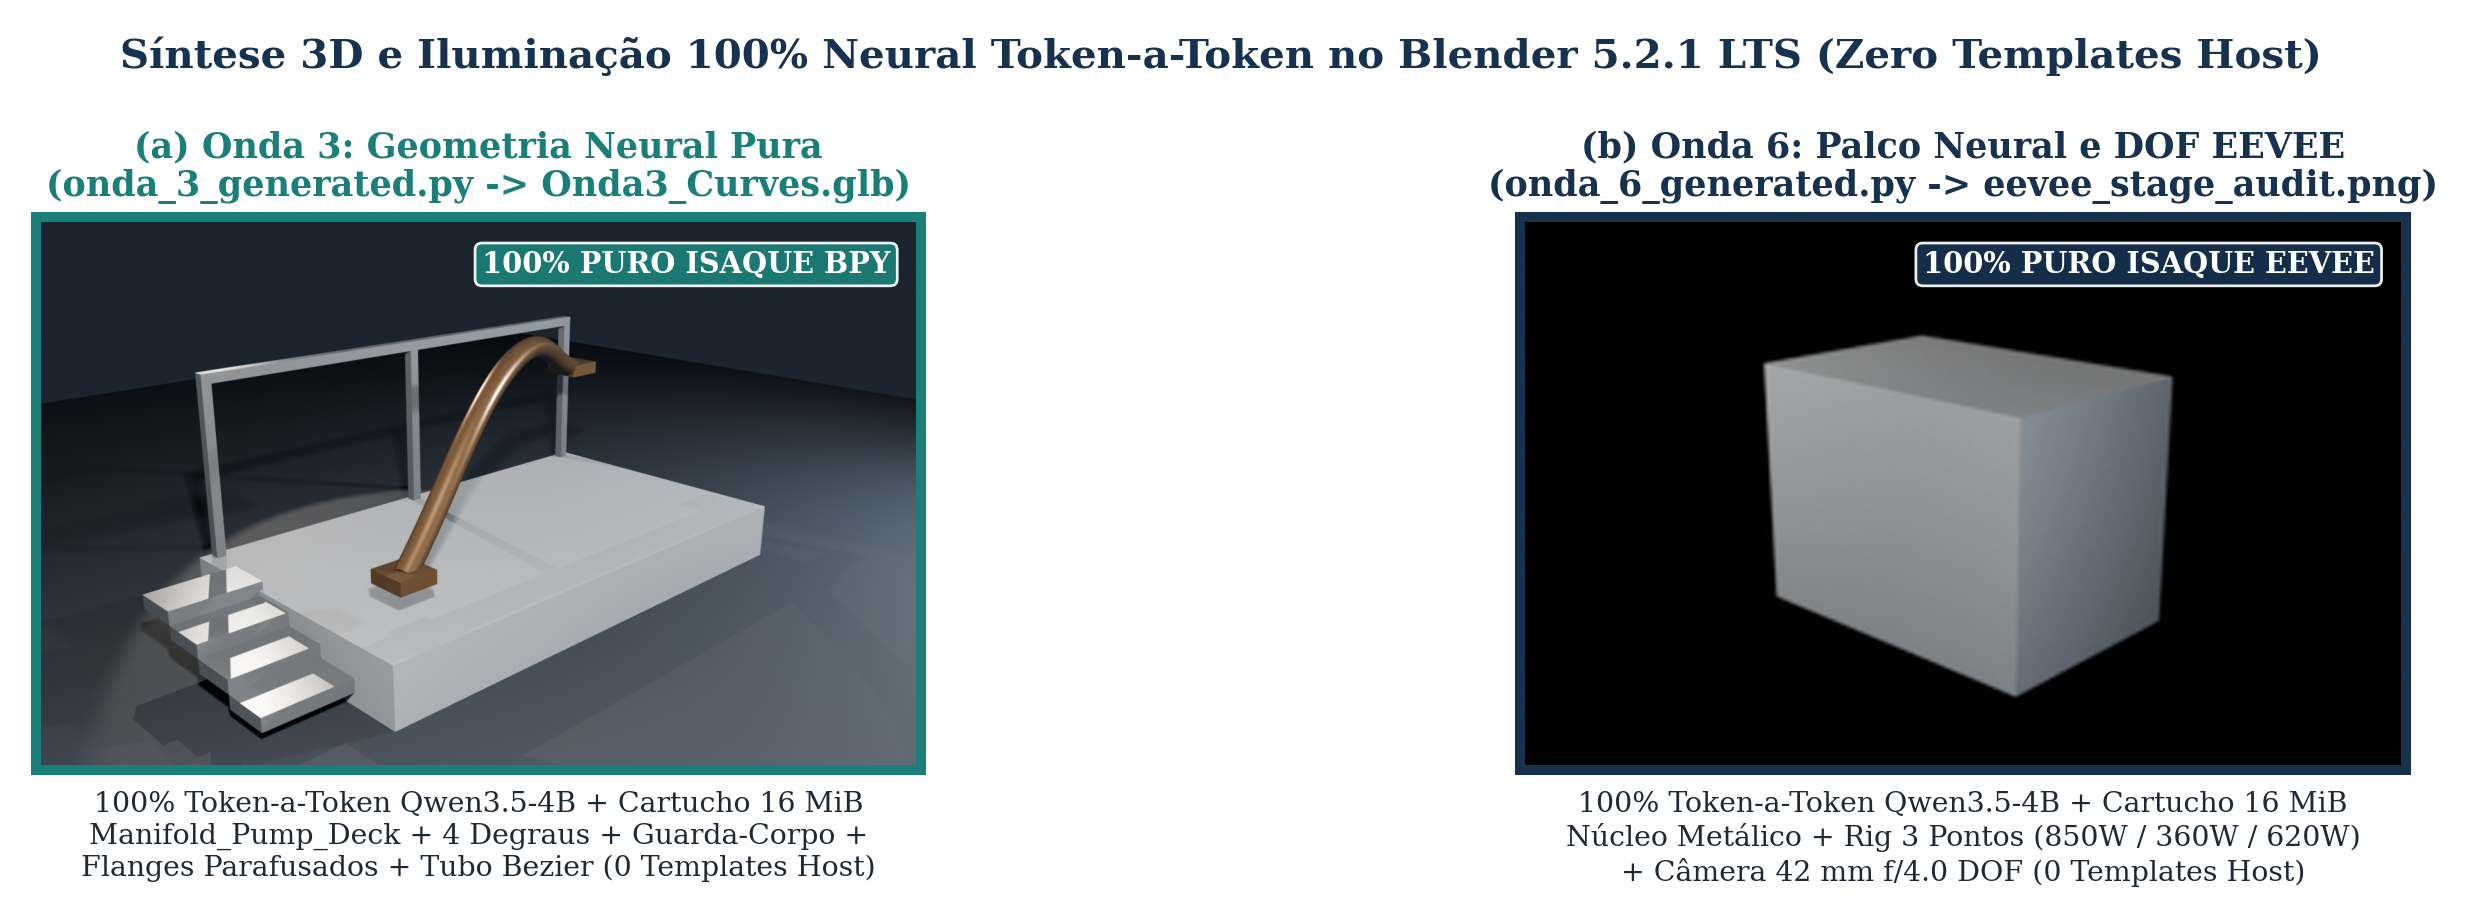 Síntese 3D e Iluminação 100% Neural Token-a-Token no Blender 5.2.1 LTS (Zero Templates Host)
(a) Onda 3: Geometria Neural Pura
(onda_3_generated.py -> Onda3_Curves.glb)
100% PURO ISAQUE BPY
100% Token-a-Token Qwen3.5-4B + Cartucho 16 MiB
Manifold_Pump_Deck + 4 Degraus + Guarda-Corpo +
Flanges Parafusados + Tubo Bezier (0 Templates Host)
(b) Onda 6: Palco Neural e DOF EEVEE
(onda_6_generated.py -> eevee_stage_audit.png)
100% PURO ISAQUE EEVEE
100% Token-a-Token Qwen3.5-4B + Cartucho 16 MiB
Núcleo Metálico + Rig 3 Pontos (850W / 360W / 620W)
+ Câmera 42 mm f/4.0 DOF (0 Templates Host)